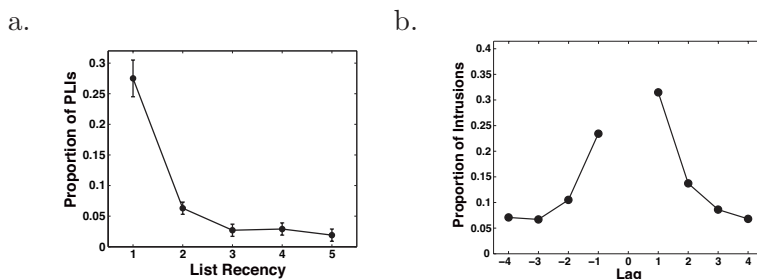 a.
0.3
0.25
0.2
0.15
0.1
0.05
0
1 2 3 4 5
Proportion of PLIs
List Recency
b.
0.4
0.35
0.3
0.25
0.2
0.15
0.1
0.05
0
−4 −3 −2 −1 0 1 2 3 4
Proportion of Intrusions
Lag